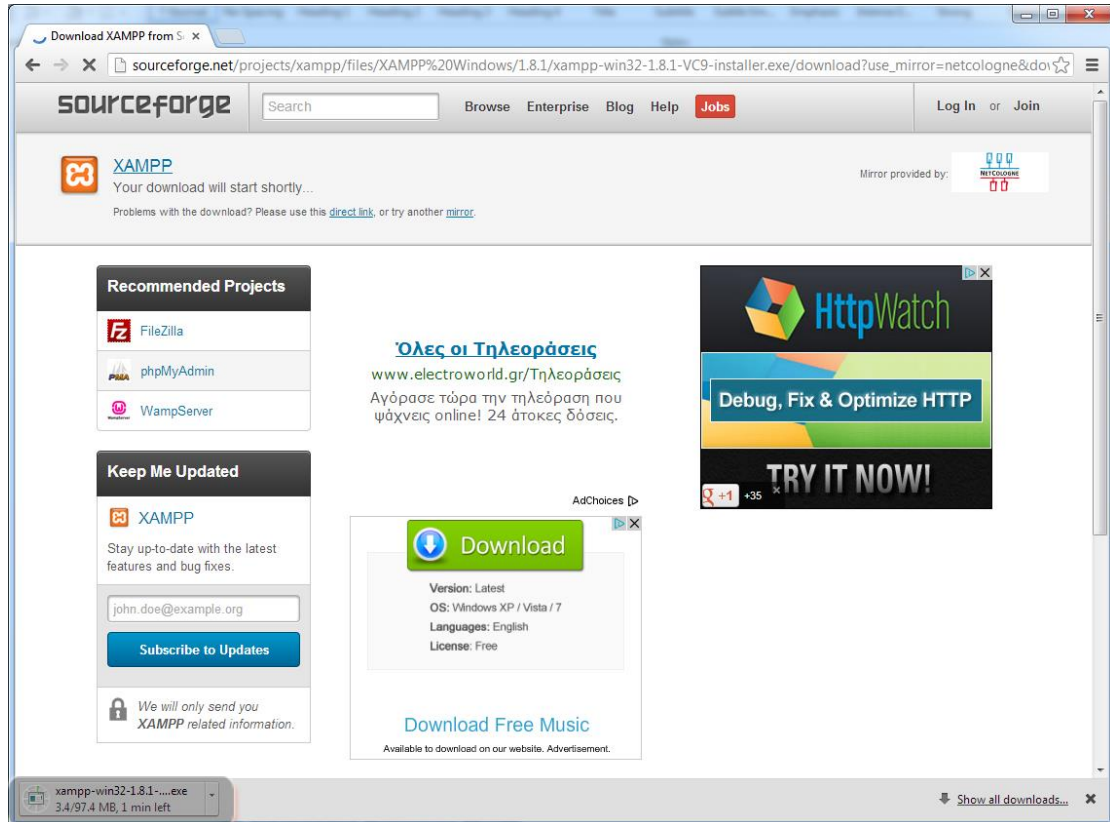 Download XAMPP from S
sourceforge.net/projects/xampp/files/XAMPP%20Windows/1.8.1/xampp-win32-1.8.1-VC9-installer.exe/download?use_mirror=netcologne&do
sourceforge Search Browse Enterprise Blog Help Jobs Log In or Join
XAMPP
Your download will start shortly...
Problems with the download? Please use this direct link, or try another mirror.
Mirror provided by:
NETCOLOGNE
Recommended Projects
FileZilla
phpMyAdmin
WampServer
Όλες οι Τηλεοράσεις
www.electroworld.gr/Τηλεοράσεις
Αγόρασε τώρα την τηλεόραση που
ψάχνεις online! 24 άτοκες δόσεις.
HttpWatch
Debug, Fix & Optimize HTTP
TRY IT NOW!
+1 +35
Keep Me Updated
XAMPP
Stay up-to-date with the latest
features and bug fixes.
john.doe@example.org
Subscribe to Updates
We will only send you
XAMPP related information.
AdChoices
Download
Version: Latest
OS: Windows XP / Vista / 7
Languages: English
License: Free
Download Free Music
Available to download on our website. Advertisement.
xampp-win32-1.8.1-....exe
3.4/97.4 MB, 1 min left
Show all downloads...